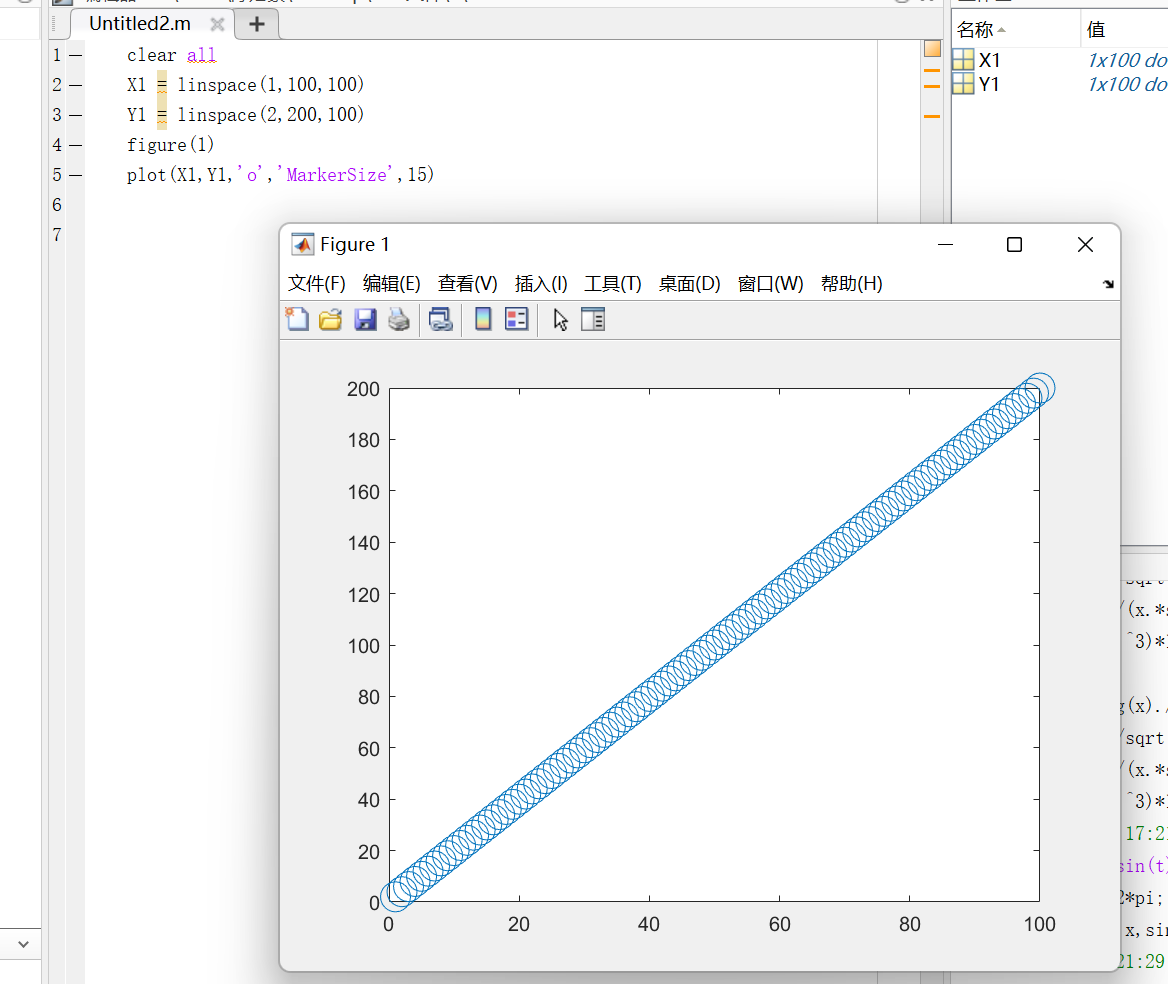 Untitled2.m
1 — clear all
2 — X1 = linspace(1,100,100)
3 — Y1 = linspace(2,200,100)
4 — figure(1)
5 — plot(X1,Y1,'o','MarkerSize',15)
6
7
名称 值
X1 1x100 do
Y1 1x100 do
Figure 1
文件(F) 编辑(E) 查看(V) 插入(I) 工具(T) 桌面(D) 窗口(W) 帮助(H)
200
180
160
140
120
100
80
60
40
20
0
0 20 40 60 80 100
/(x.*
^3)*
(x).
sqrt
/(x.*
^3)*
17:21
sin(t)
2*pi;
x,sin
21:29